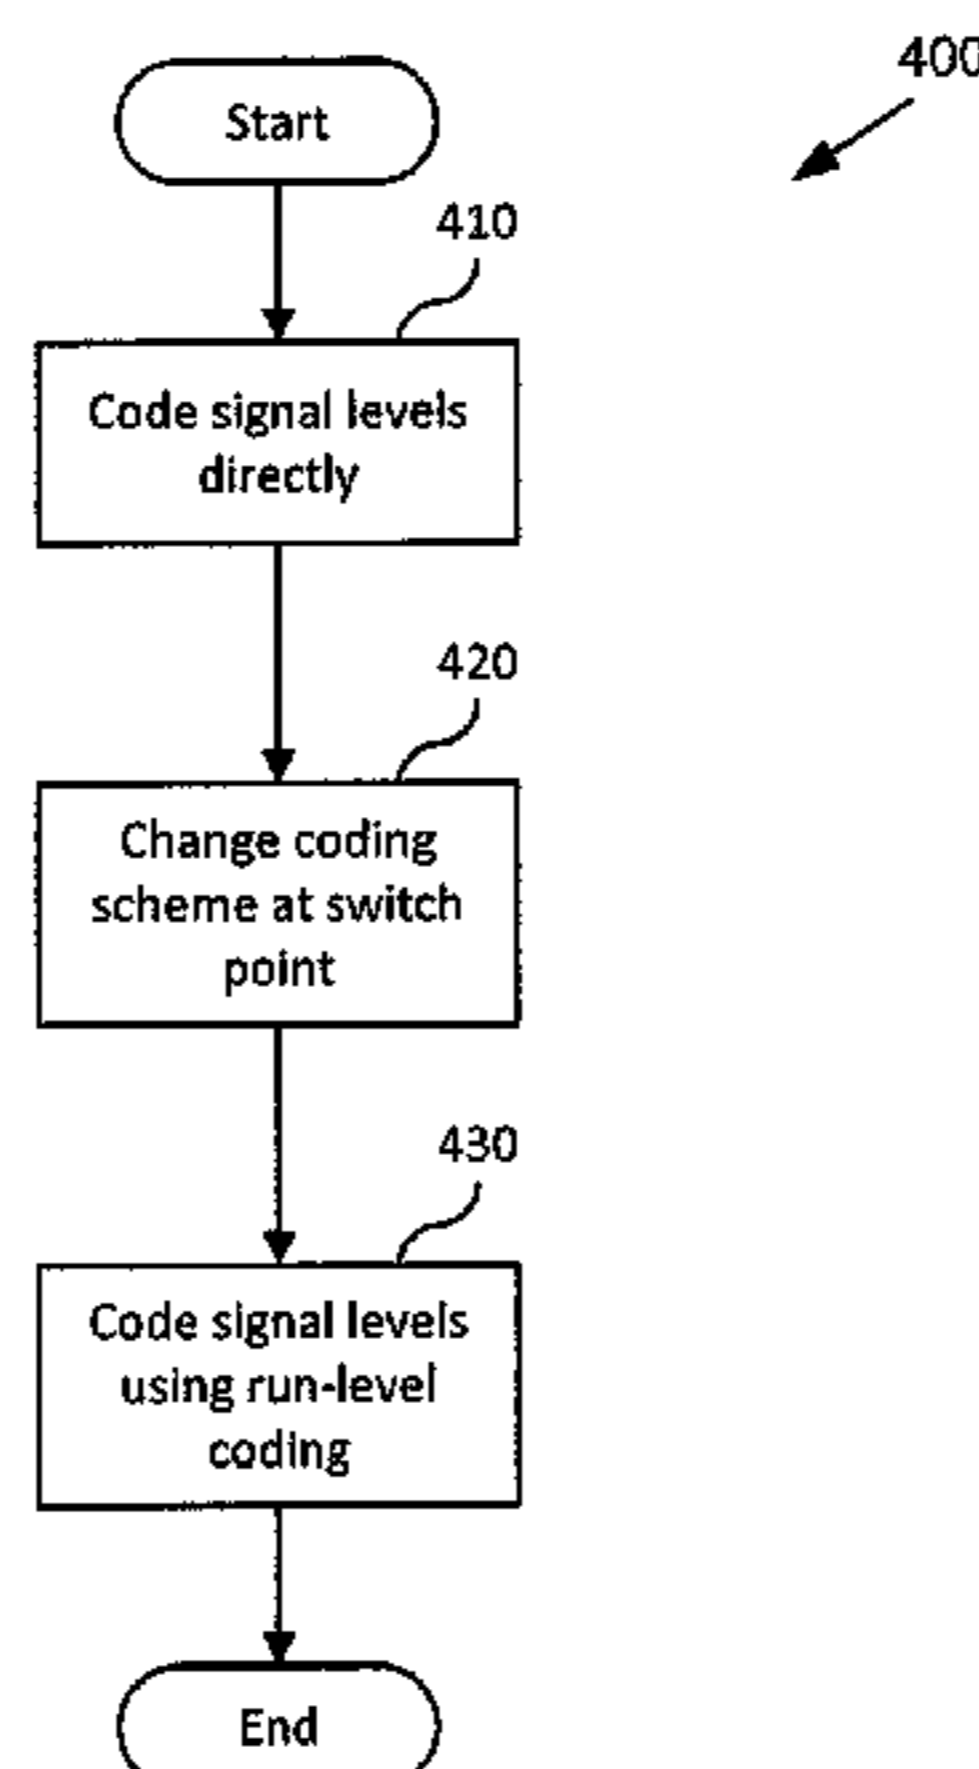 400
Start
410
Code signal levels
directly
420
Change coding
scheme at switch
point
430
Code signal levels
using run-level
coding
End